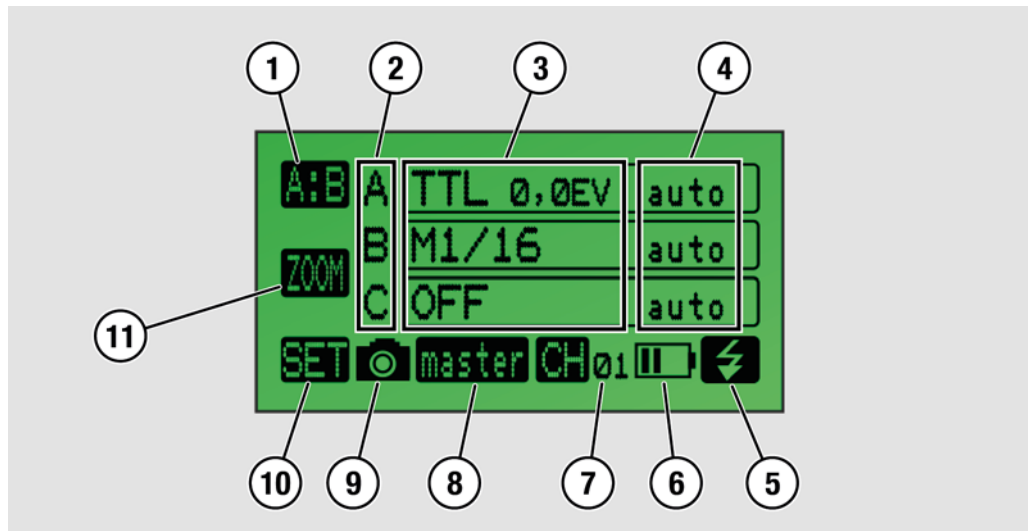 1 2 3 4
A:B A TTL 0,0EV auto
B M1/16 auto
ZOOM
C OFF auto
11
SET master CH 01
10 9 8 7 6 5